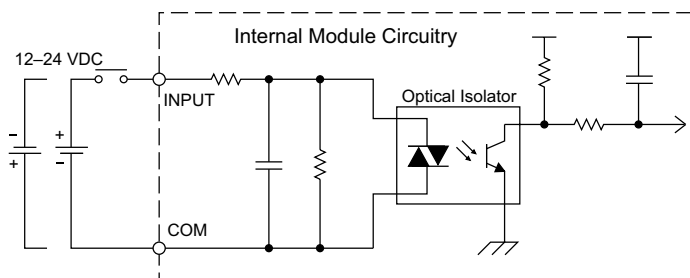 Internal Module Circuitry
12–24 VDC
INPUT
Optical Isolator
-
+
+
-
COM